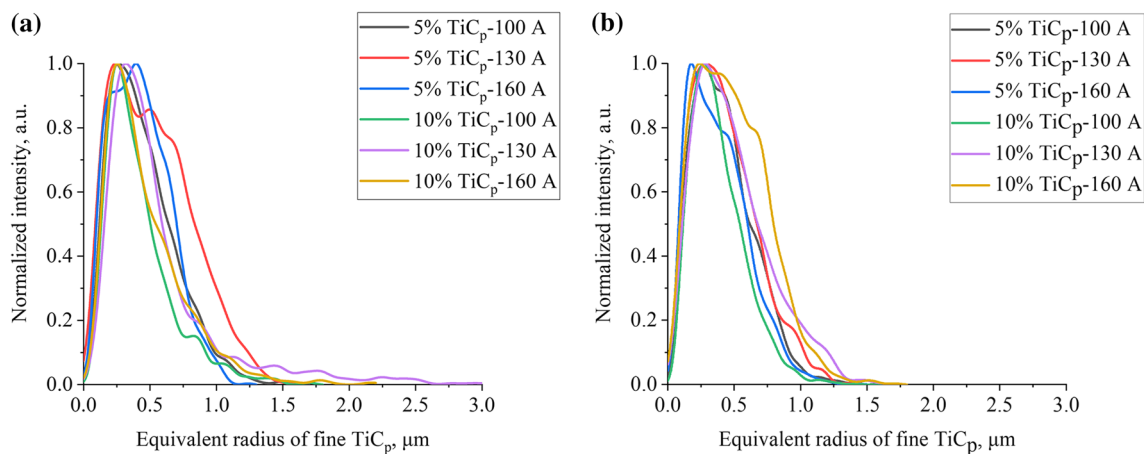 (a)
5% TiCp-100 A
5% TiCp-130 A
5% TiCp-160 A
10% TiCp-100 A
10% TiCp-130 A
10% TiCp-160 A
Normalized intensity, a.u.
1.0
0.8
0.6
0.4
0.2
0.0
0.0 0.5 1.0 1.5 2.0 2.5 3.0
Equivalent radius of fine TiCp, μm
(b)
5% TiCp-100 A
5% TiCp-130 A
5% TiCp-160 A
10% TiCp-100 A
10% TiCp-130 A
10% TiCp-160 A
Normalized intensity, a.u.
1.0
0.8
0.6
0.4
0.2
0.0
0.0 0.5 1.0 1.5 2.0 2.5 3.0
Equivalent radius of fine TiCp, μm